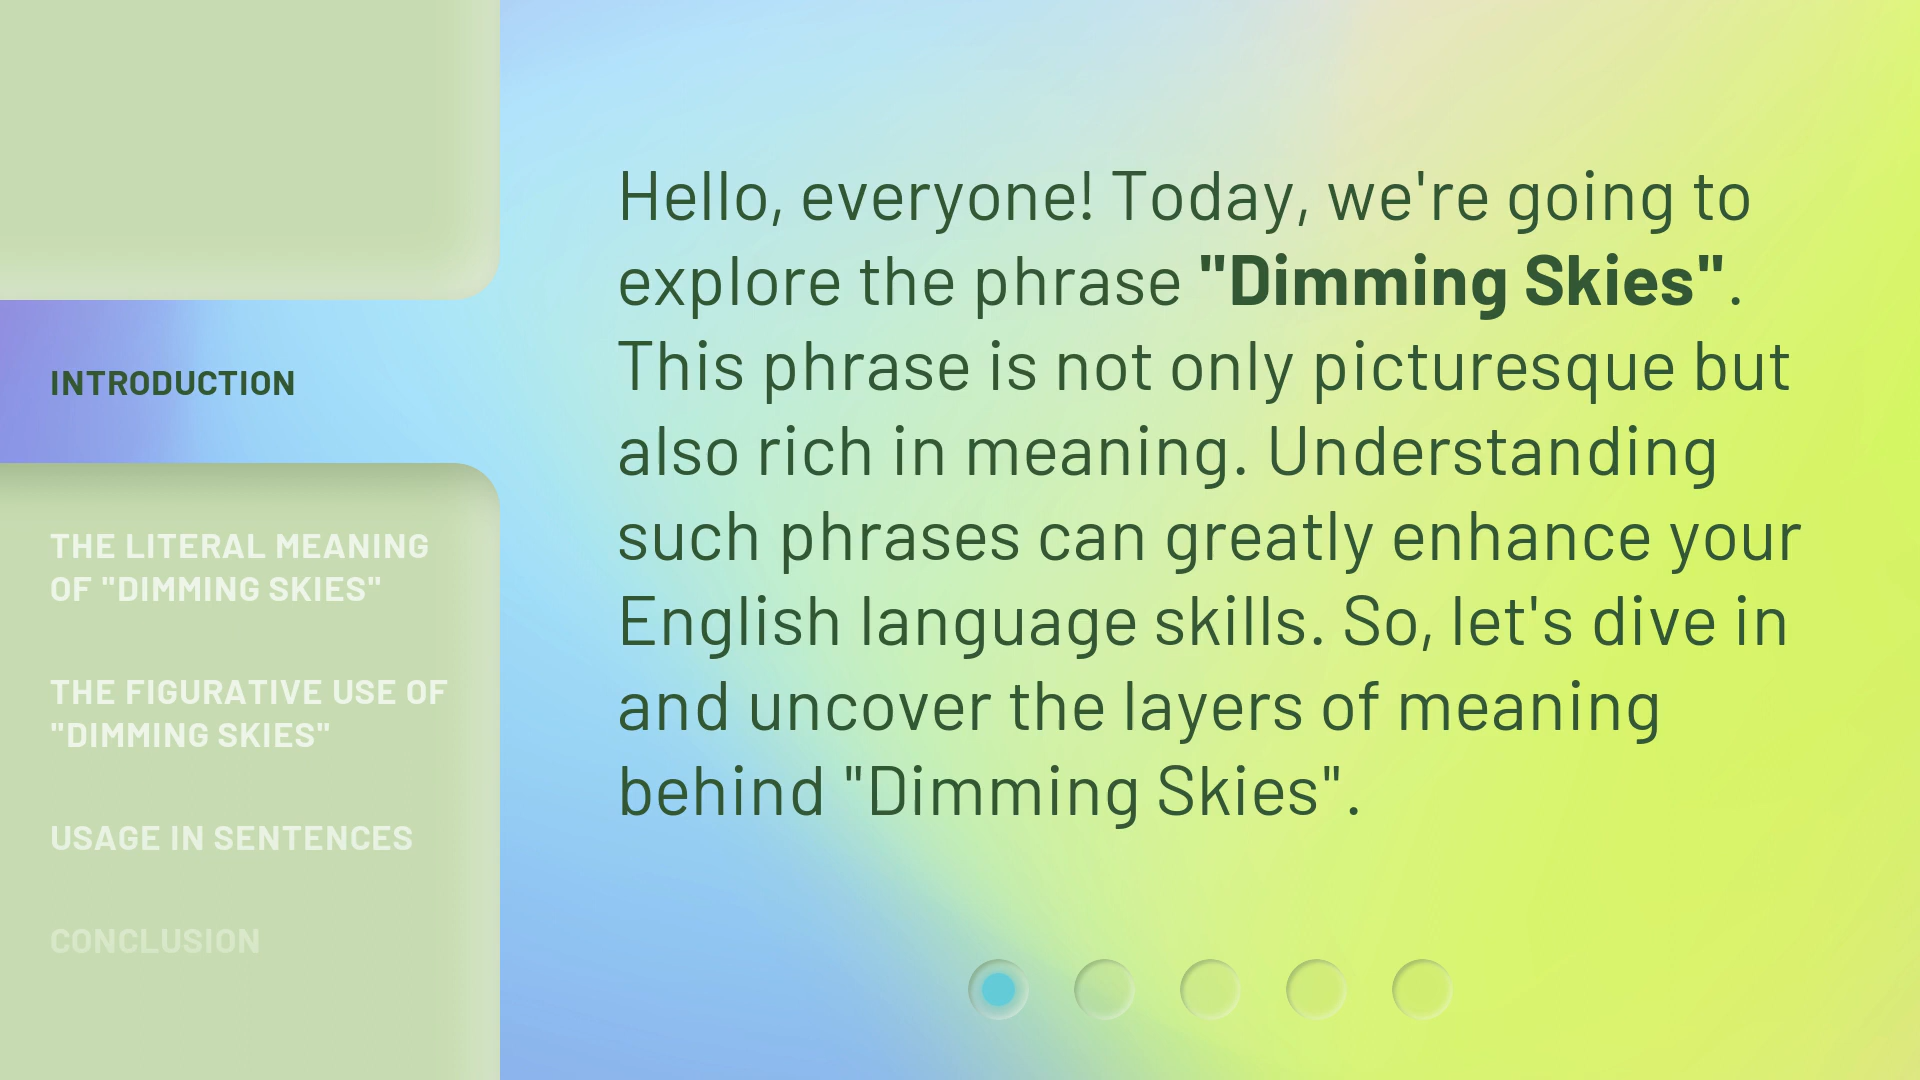 INTRODUCTION
THE LITERAL MEANING
OF "DIMMING SKIES"
THE FIGURATIVE USE OF
"DIMMING SKIES"
USAGE IN SENTENCES
CONCLUSION
Hello, everyone! Today, we're going to
explore the phrase "Dimming Skies".
This phrase is not only picturesque but
also rich in meaning. Understanding
such phrases can greatly enhance your
English language skills. So, let's dive in
and uncover the layers of meaning
behind "Dimming Skies".